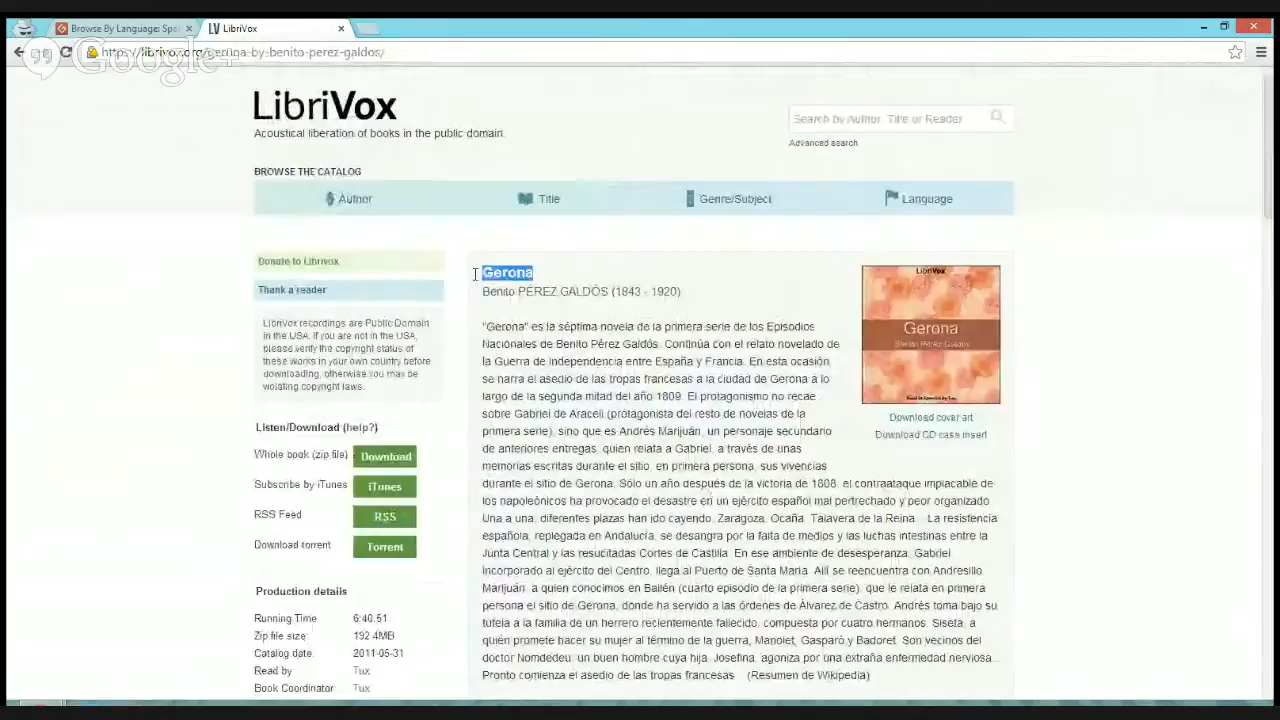 Browse By Language: Spa
LibriVox
Google+
https://librivox.org/gerona-by-benito-perez-galdos/
LibriVox
Acoustical liberation of books in the public domain.
Search by Author, Title or Reader
Advanced search
BROWSE THE CATALOG
Author
Title
Genre/Subject
Language
Donate to Librivox
Thank a reader
LibriVox recordings are Public Domain
in the USA. If you are not in the USA,
please verify the copyright status of
these works in your own country before
downloading, otherwise you may be
violating copyright laws.
Listen/Download (help?)
Whole book (zip file) Download
Subscribe by iTunes iTunes
RSS Feed RSS
Download torrent Torrent
Production details
Running Time 6:40:51
Zip file size: 192.4MB
Catalog date: 2011-05-31
Read by Tux
Book Coordinator Tux
Gerona
Benito PÉREZ GALDÓS (1843 - 1920)
"Gerona" es la séptima novela de la primera serie de los Episodios
Nacionales de Benito Pérez Galdós. Continúa con el relato novelado de
la Guerra de Independencia entre España y Francia. En esta ocasión,
se narra el asedio de las tropas francesas a la ciudad de Gerona a lo
largo de la segunda mitad del año 1809. El protagonismo no recae
sobre Gabriel de Araceli (protagonista del resto de novelas de la
primera serie), sino que es Andrés Marijuán, un personaje secundario
de anteriores entregas, quien relata a Gabriel, a través de unas
memorias escritas durante el sitio, en primera persona, sus vivencias
durante el sitio de Gerona. Sólo un año después de la victoria de 1808, el contraataque implacable de
los napoleónicos ha provocado el desastre en un ejército español mal pertrechado y peor organizado.
Una a una, diferentes plazas han ido cayendo, Zaragoza, Ocaña, Talavera de la Reina... La resistencia
española, replegada en Andalucía, se desangra por la falta de medios y las luchas intestinas entre la
Junta Central y las resucitadas Cortes de Castilla. En ese ambiente de desesperanza, Gabriel,
incorporado al ejército del Centro, llega al Puerto de Santa María. Allí se reencuentra con Andresillo
Marijuán, a quien conocimos en Bailén (cuarto episodio de la primera serie), que le relata en primera
persona el sitio de Gerona, donde ha servido a las órdenes de Álvarez de Castro. Andrés toma bajo su
tutela a la familia de un herrero recientemente fallecido, compuesta por cuatro hermanos: Siseta, a
quién promete hacer su mujer al término de la guerra, Manolet, Gasparó y Badoret. Son vecinos del
doctor Nomdedeu, un buen hombre cuya hija, Josefina, agoniza por una extraña enfermedad nerviosa...
Pronto comienza el asedio de las tropas francesas (Resumen de Wikipedia)
LibriVox
Gerona
Benito Pérez Galdós
Read in Spanish by Tux
Download cover art
Download CD case insert